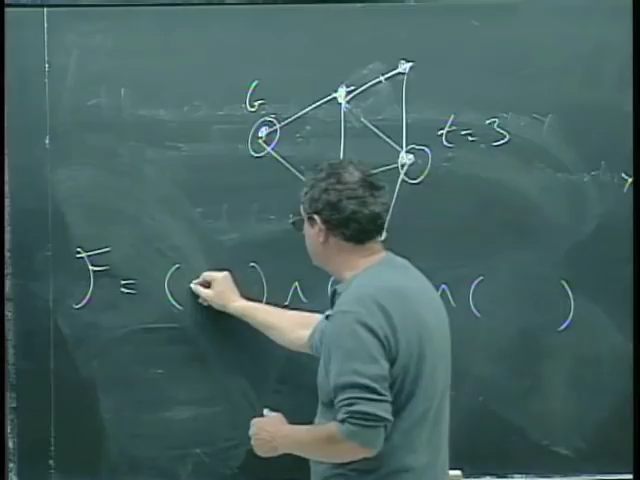 G
t = 3
F = (   ) ∧ (   ∧ (   )